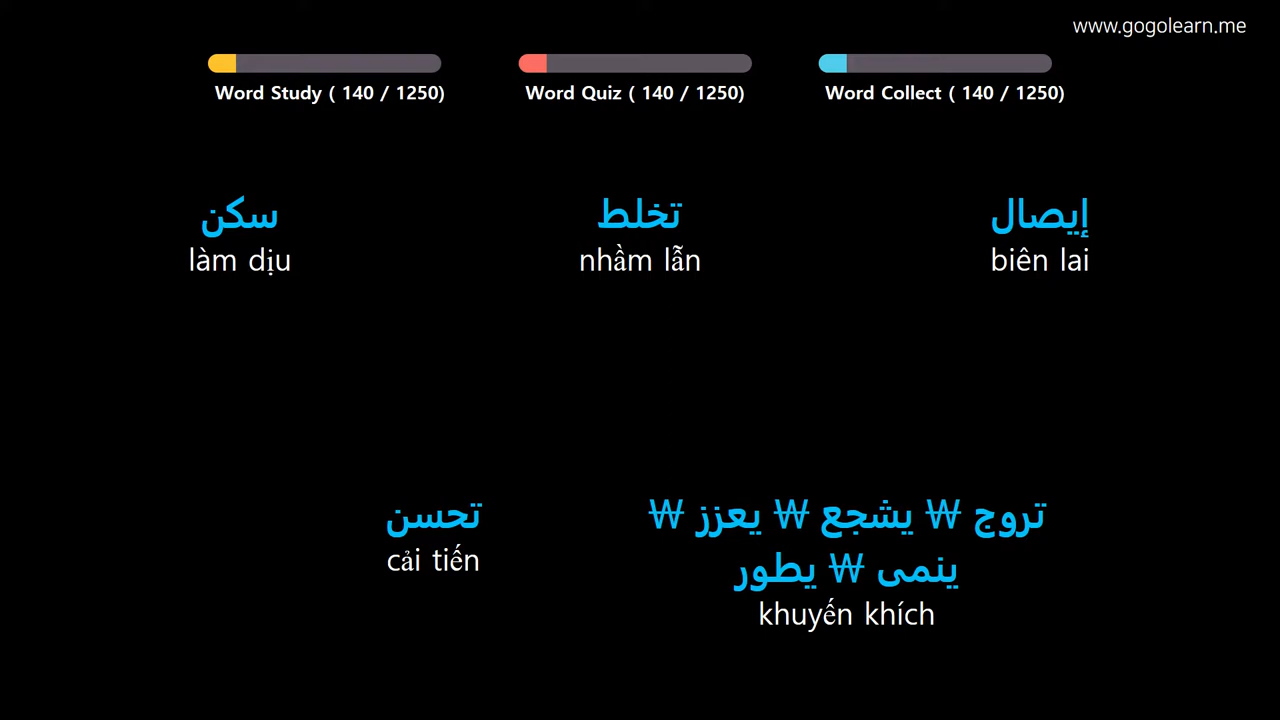 www.gogolearn.me
Word Study ( 140 / 1250)
Word Quiz ( 140 / 1250)
Word Collect ( 140 / 1250)
سكن
làm dịu
تخلط
nhầm lẫn
إيصال
biên lai
تحسن
cải tiến
تروج ₩ يشجع ₩ يعزز ₩
ينمى ₩ يطور
khuyến khích